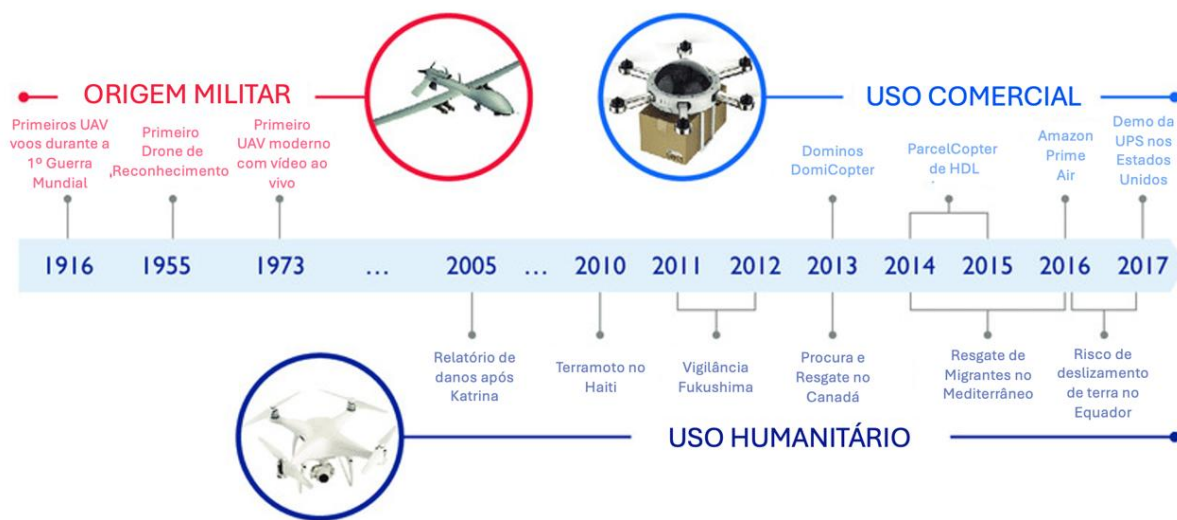 ORIGEM MILITAR
USO COMERCIAL
Primeiros UAV
voos durante a
1º Guerra
Mundial
Primeiro
Drone de
,Reconhecimento
Primeiro
UAV moderno
com vídeo ao
vivo
Dominos
DomiCopter
ParcelCopter
de HDL
Amazon
Prime
Air
Demo da
UPS nos
Estados
Unidos
1916 1955 1973 ... 2005 ... 2010 2011 2012 2013 2014 2015 2016 2017
Relatório de
danos após
Katrina
Terramoto no
Haiti
Vigilância
Fukushima
Procura e
Resgate no
Canadá
Resgate de
Migrantes no
Mediterrâneo
Risco de
deslizamento
de terra no
Equador
USO HUMANITÁRIO